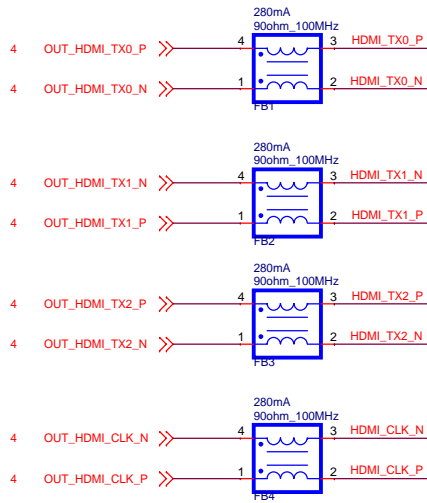 280mA
90ohm_100MHz
4 OUT_HDMI_TX0_P 4 3 HDMI_TX0_P
4 OUT_HDMI_TX0_N 1 2 HDMI_TX0_N
FB1
280mA
90ohm_100MHz
4 OUT_HDMI_TX1_N 4 3 HDMI_TX1_N
4 OUT_HDMI_TX1_P 1 2 HDMI_TX1_P
FB2
280mA
90ohm_100MHz
4 OUT_HDMI_TX2_P 4 3 HDMI_TX2_P
4 OUT_HDMI_TX2_N 1 2 HDMI_TX2_N
FB3
280mA
90ohm_100MHz
4 OUT_HDMI_CLK_N 4 3 HDMI_CLK_N
4 OUT_HDMI_CLK_P 1 2 HDMI_CLK_P
FB4